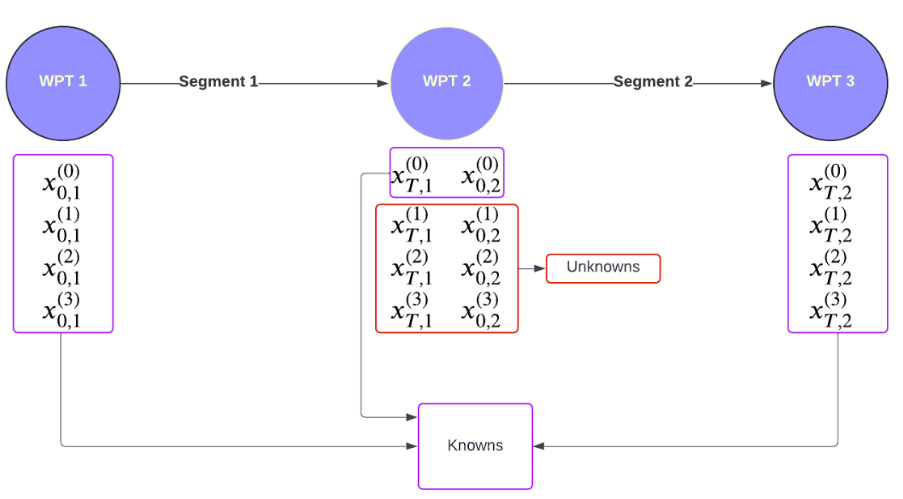 WPT 1
Segment 1
WPT 2
Segment 2
WPT 3
x_{0,1}^{(0)}
x_{0,1}^{(1)}
x_{0,1}^{(2)}
x_{0,1}^{(3)}
x_{T,1}^{(0)} x_{0,2}^{(0)}
x_{T,1}^{(1)} x_{0,2}^{(1)}
x_{T,1}^{(2)} x_{0,2}^{(2)}
x_{T,1}^{(3)} x_{0,2}^{(3)}
Unknowns
x_{T,2}^{(0)}
x_{T,2}^{(1)}
x_{T,2}^{(2)}
x_{T,2}^{(3)}
Knowns